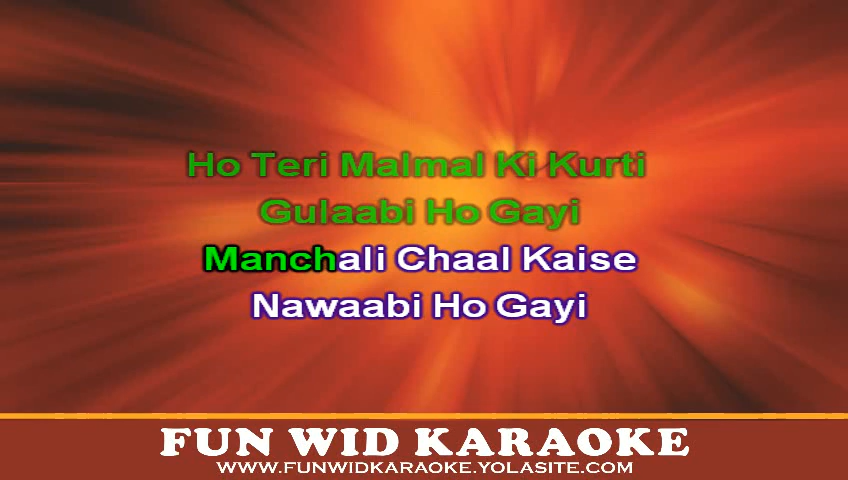 Ho Teri Malmal Ki Kurti
Gulaabi Ho Gayi
Manchali Chaal Kaise
Nawaabi Ho Gayi
FUN WID KARAOKE
WWW.FUNWIDKARAOKE.YOLASITE.COM